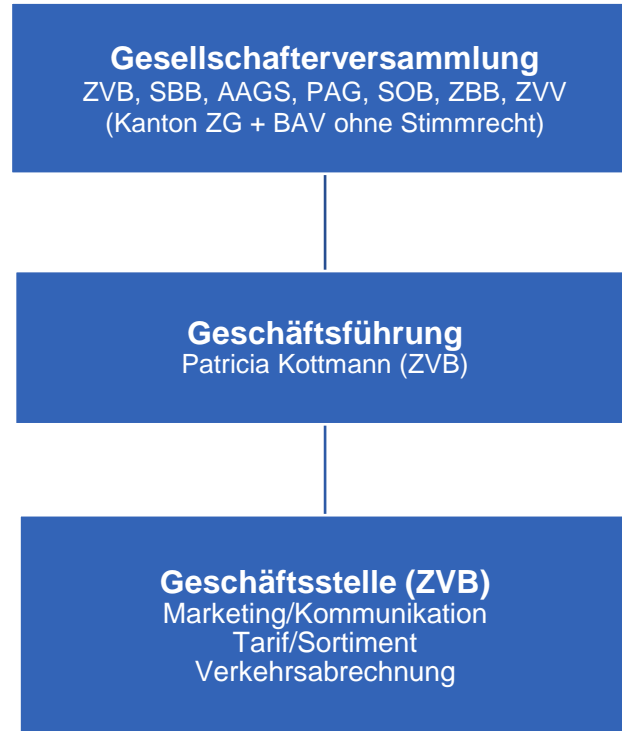 Gesellschafterversammlung
ZVB, SBB, AAGS, PAG, SOB, ZBB, ZVV
(Kanton ZG + BAV ohne Stimmrecht)
Geschäftsführung
Patricia Kottmann (ZVB)
Geschäftsstelle (ZVB)
Marketing/Kommunikation
Tarif/Sortiment
Verkehrsabrechnung